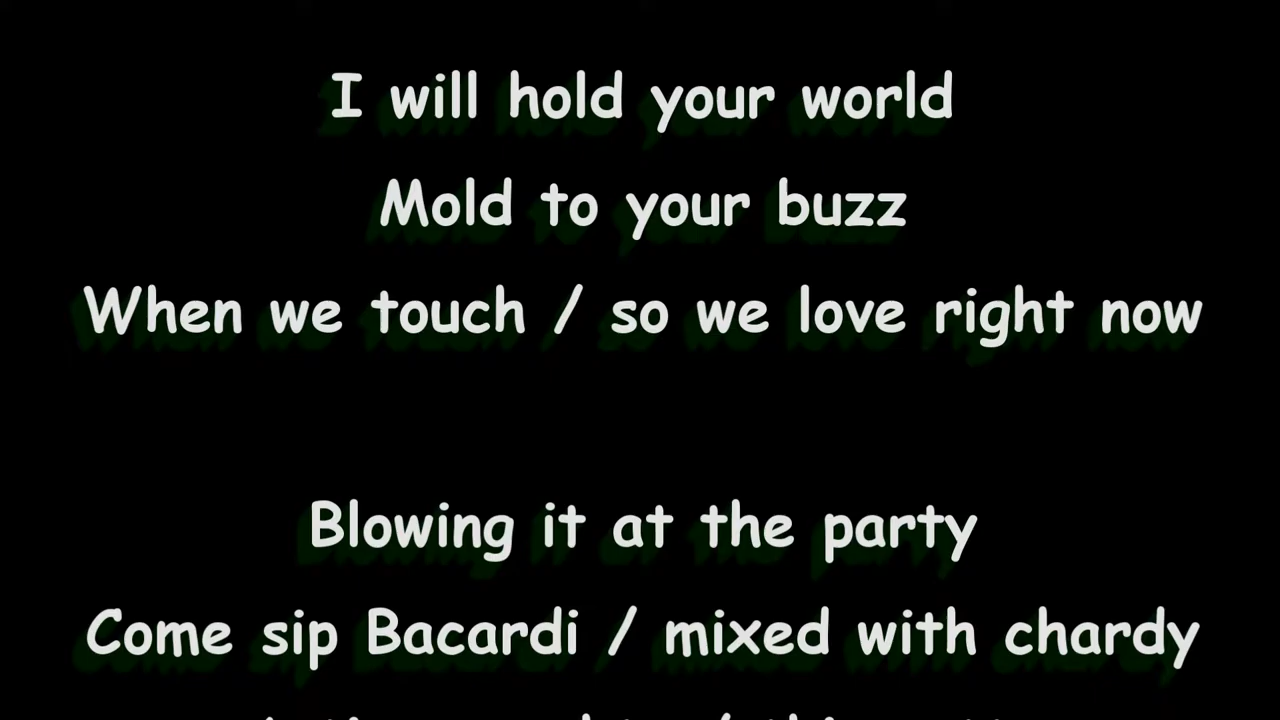 I will hold your world
Mold to your buzz
When we touch / so we love right now
Blowing it at the party
Come sip Bacardi / mixed with chardy